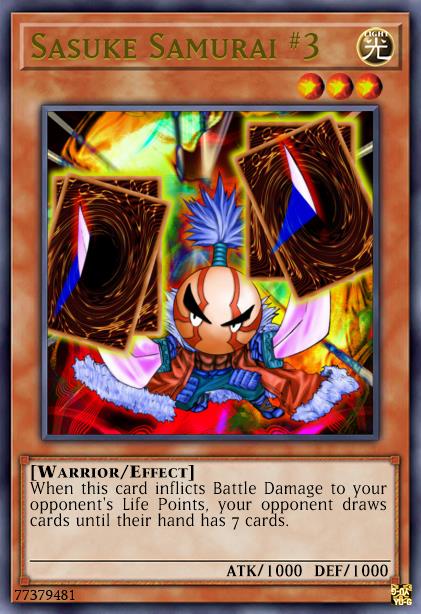 Sasuke Samurai #3
LIGHT
光
[Warrior/Effect]
When this card inflicts Battle Damage to your
opponent's Life Points, your opponent draws
cards until their hand has 7 cards.
ATK/1000 DEF/1000
77379481